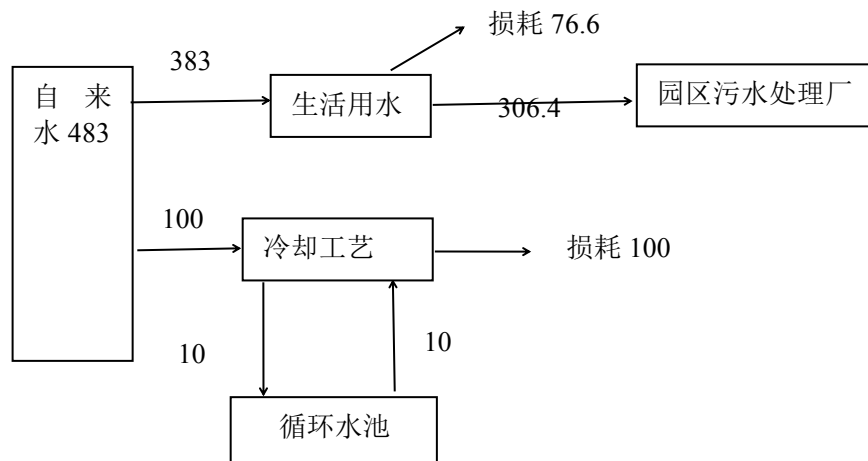 损耗 76.6
383
自 来
水 483
生活用水
306.4
园区污水处理厂
100
冷却工艺
损耗 100
10
10
循环水池